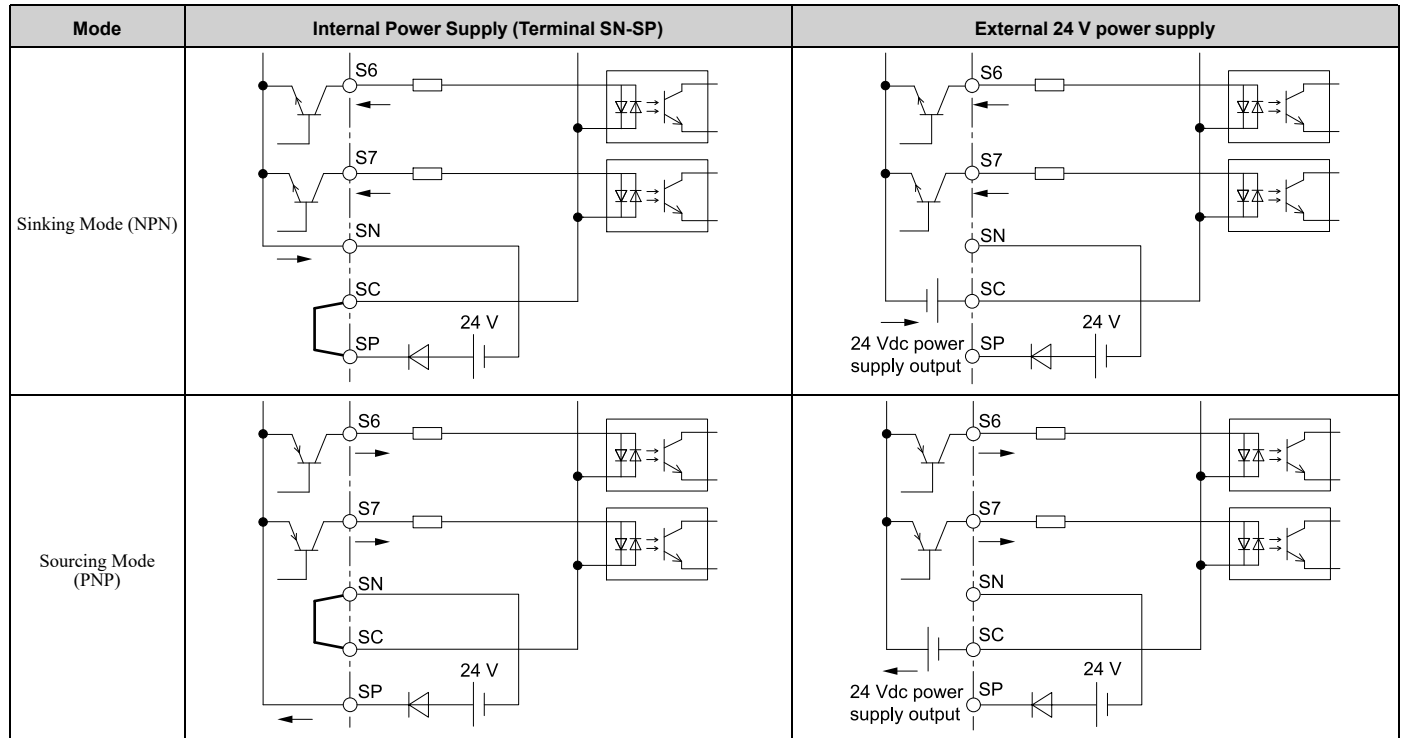 Mode
Internal Power Supply (Terminal SN-SP)
External 24 V power supply
Sinking Mode (NPN)
S6
S7
SN
SC
24 V
SP
S6
S7
SN
SC
24 V
24 Vdc power
supply output
SP
Sourcing Mode
(PNP)
S6
S7
SN
SC
24 V
SP
S6
S7
SN
SC
24 V
24 Vdc power
supply output
SP